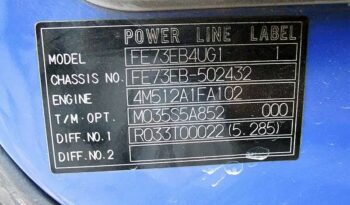 POWER LINE LABEL
MODEL FE73EB4UG1 1
CHASSIS NO. FE73EB-502432
ENGINE 4M512A1FA102
T/M·OPT. M035S5A852 000
DIFF.NO.1 R033T00022(5.285)
DIFF.NO.2